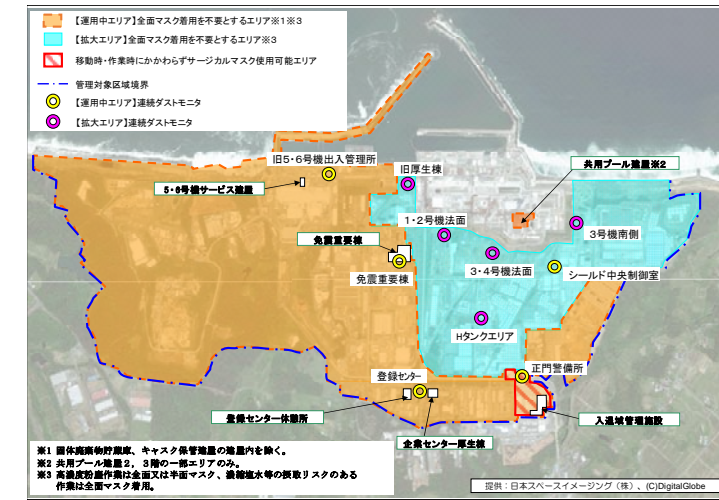 【運用中エリア】全面マスク着用を不要とするエリア※1※3
【拡大エリア】全面マスク着用を不要とするエリア※3
移動時・作業時にかかわらずサージカルマスク使用可能エリア
管理対象区域境界
【運用中エリア】連続ダストモニタ
【拡大エリア】連続ダストモニタ
旧5・6号機出入管理所
旧厚生棟
共用プール建屋※2
5・6号機サービス建屋
1・2号機法面
3号機南側
免震重要棟
3・4号機法面
免震重要棟
シールド中央制御室
Hタンクエリア
正門警備所
登録センター
登録センター休憩所
入退域管理施設
企業センター厚生棟
※1 固体廃棄物貯蔵庫、キャスク保管建屋の建屋内を除く。
※2 共用プール建屋2，3階の一部エリアのみ。
※3 高濃度粉塵作業は全面又は半面マスク、濃縮塩水等の摂取リスクのある
作業は全面マスク着用。
提供：日本スペースイメージング（株）、(C)DigitalGlobe